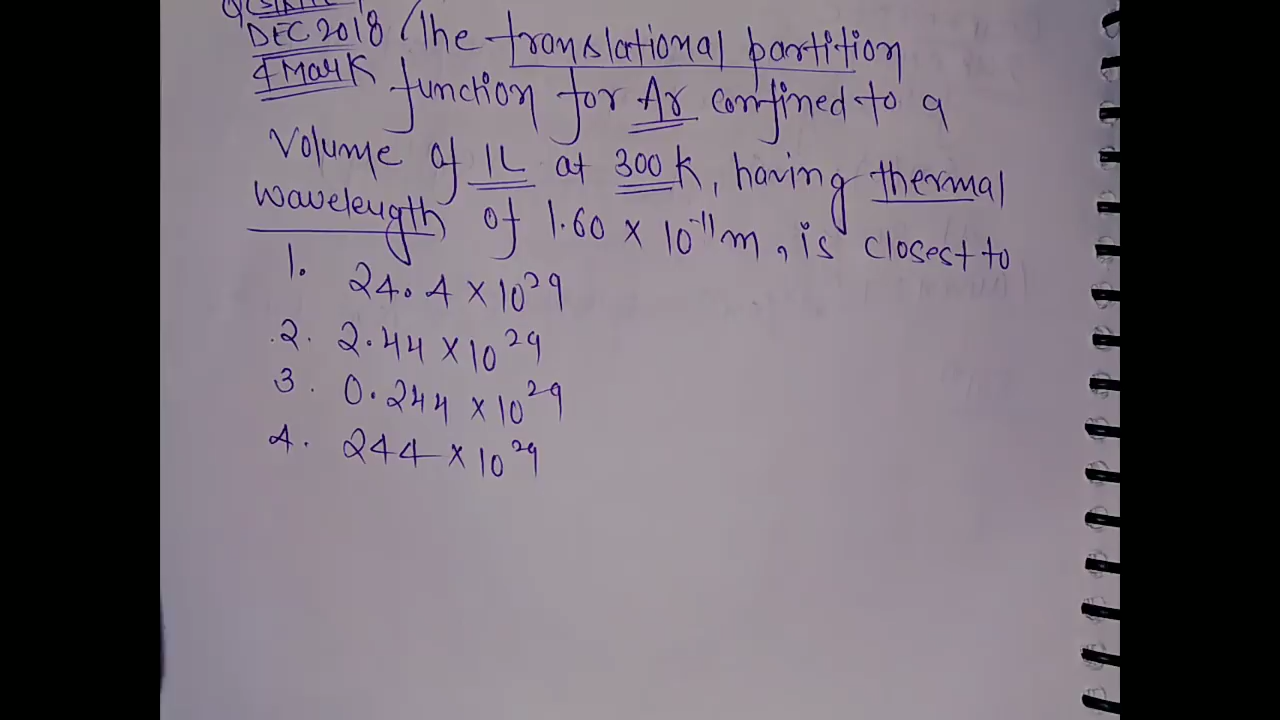 DEC 2018 (The translational partition
4 Mark function for Ar confined to a
Volume of 1L at 300K, having thermal
wavelength of 1.60 × 10⁻¹¹m, is closest to
1. 24.4 × 10²⁹
2. 2.44 × 10²⁹
3. 0.244 × 10²⁹
4. 244 × 10²⁹